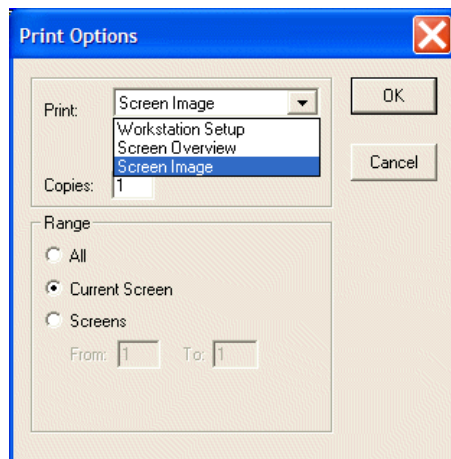 Print Options
Print: Screen Image
OK
Workstation Setup
Screen Overview
Screen Image
Cancel
Copies: 1
Range
All
Current Screen
Screens
From: 1 To: 1